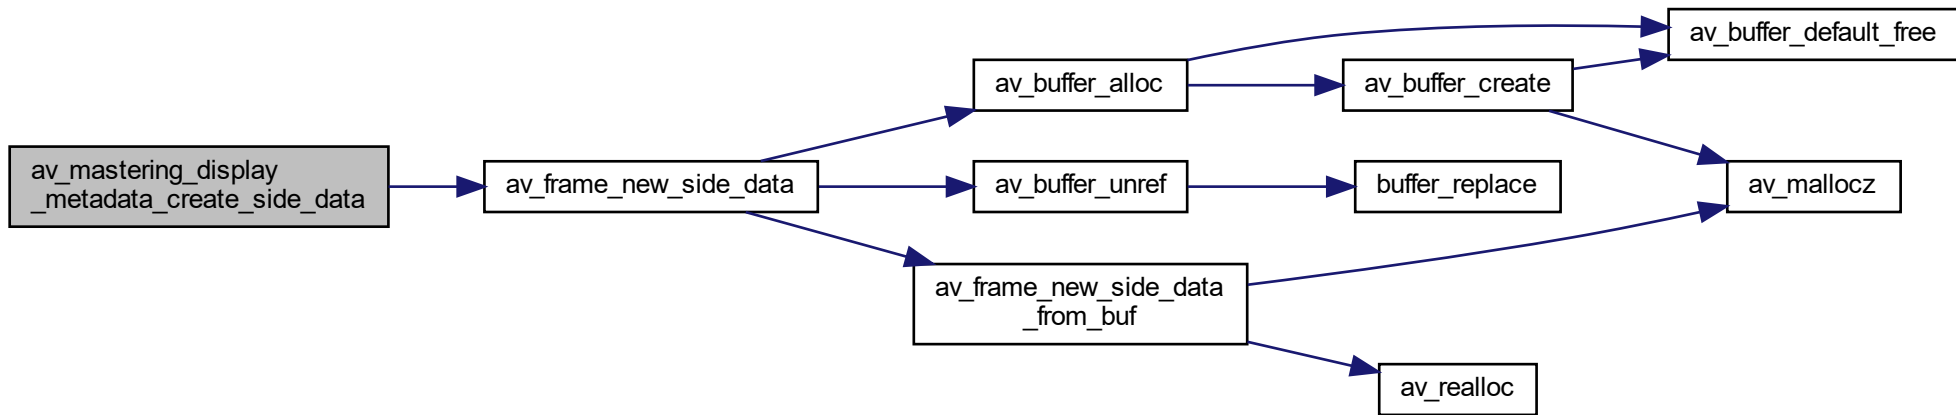 av_mastering_display
_metadata_create_side_data
av_frame_new_side_data
av_buffer_alloc
av_buffer_unref
av_frame_new_side_data
_from_buf
av_buffer_create
buffer_replace
av_realloc
av_buffer_default_free
av_mallocz